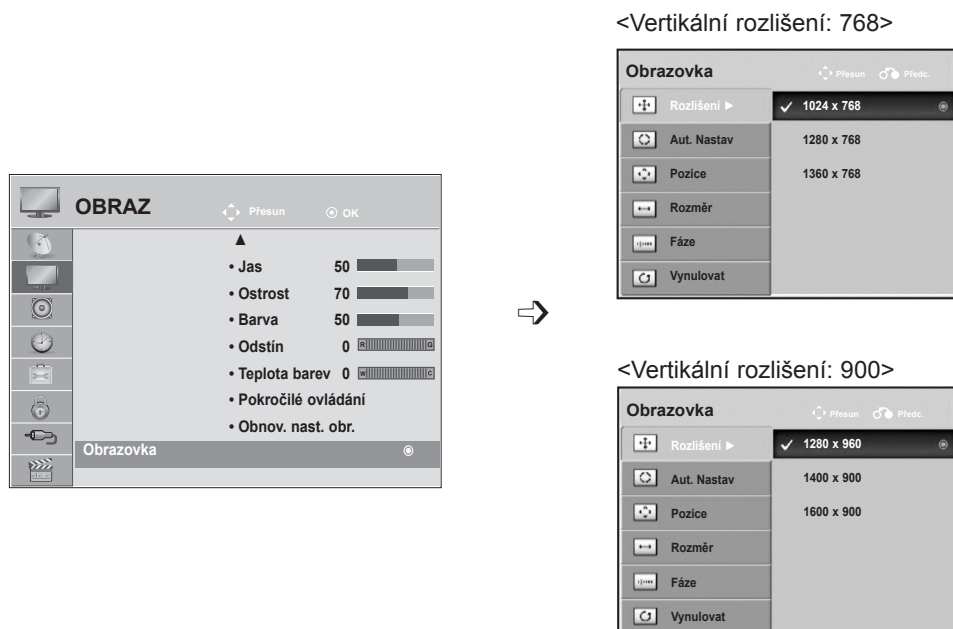 <Vertikální rozlišení: 768>
Obrazovka Přesun Předc.
Rozlišení ► ✓ 1024 x 768
Aut. Nastav 1280 x 768
Pozice 1360 x 768
Rozměr
Fáze
Vynulovat
OBRAZ Přesun OK
▲
• Jas 50
• Ostrost 70
• Barva 50
• Odstín 0 R G
• Teplota barev 0 W C
• Pokročilé ovládání
• Obnov. nast. obr.
Obrazovka
<Vertikální rozlišení: 900>
Obrazovka Přesun Předc.
Rozlišení ► ✓ 1280 x 960
Aut. Nastav 1400 x 900
Pozice 1600 x 900
Rozměr
Fáze
Vynulovat